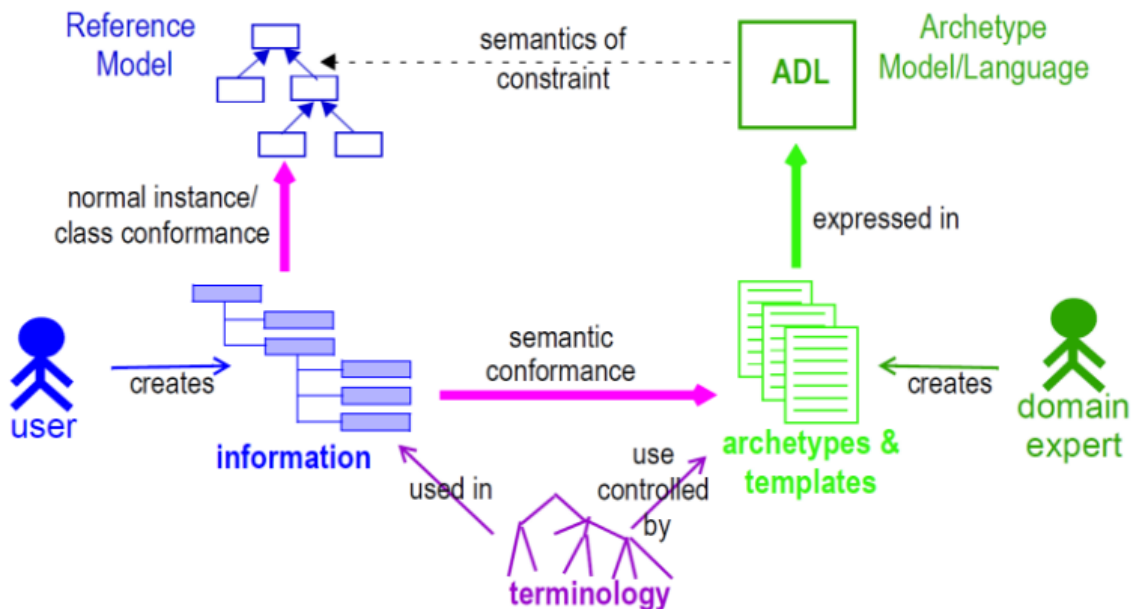 Reference
Model
semantics of
constraint
ADL
Archetype
Model/Language
normal instance/
class conformance
expressed in
user
creates
information
semantic
conformance
archetypes &
templates
creates
domain
expert
used in
use
controlled
by
terminology